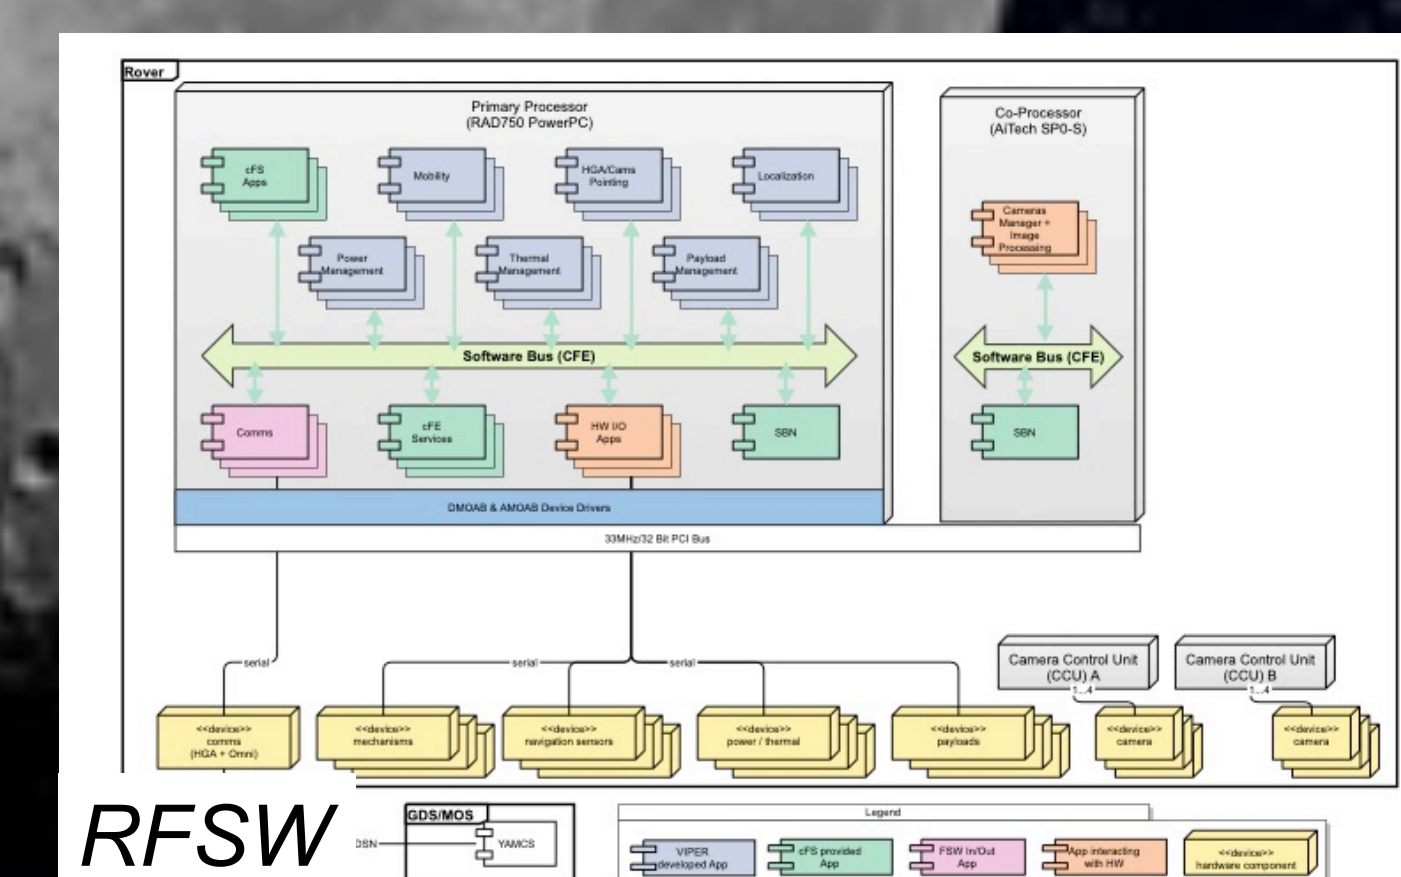 Rover
Primary Processor
(RAD750 PowerPC)
Co-Processor
(AiTech SP0-S)
cFS
Apps
Mobility
HGA/Cams
Pointing
Localization
Cameras
Manager +
Image
Processing
Power
Management
Thermal
Management
Payload
Management
Software Bus (CFE)
Software Bus (CFE)
Comms
cFE
Services
HW I/O
Apps
SBN
SBN
DMOAB & AMOAB Device Drivers
33MHz/32 Bit PCI Bus
serial
serial
serial
Camera Control Unit
(CCU) A
1...4
Camera Control Unit
(CCU) B
1...4
<<device>>
comms
(HGA + Omni)
<<device>>
mechanisms
<<device>>
navigation sensors
<<device>>
power / thermal
<<device>>
payloads
<<device>>
camera
<<device>>
camera
RFSW
DSN
GDS/MOS
YAMCS
Legend
VIPER
developed App
cFS provided
App
FSW In/Out
App
App interacting
with HW
<<device>>
hardware component